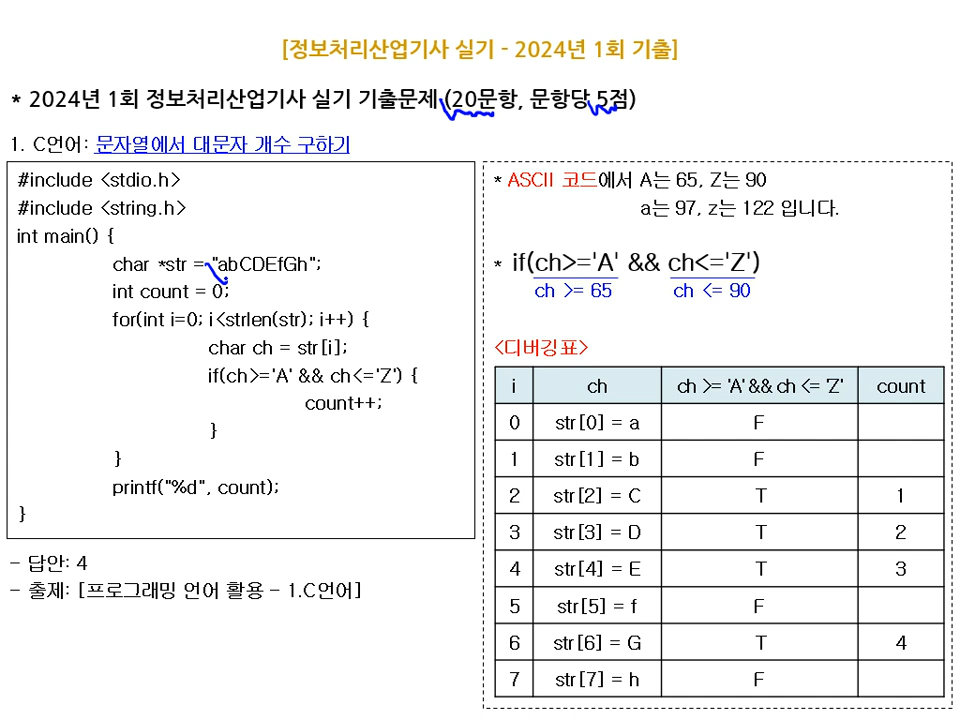 [정보처리산업기사 실기 - 2024년 1회 기출]
* 2024년 1회 정보처리산업기사 실기 기출문제 (20문항, 문항당 5점)
1. C언어: 문자열에서 대문자 개수 구하기
#include <stdio.h>
#include <string.h>
int main() {
char *str = "abCDEfGh";
int count = 0;
for(int i=0; i<strlen(str); i++) {
char ch = str[i];
if(ch>='A' && ch<='Z') {
count++;
}
}
printf("%d", count);
}
- 답안: 4
- 출제: [프로그래밍 언어 활용 - 1.C언어]
* ASCII 코드에서 A는 65, Z는 90
a는 97, z는 122 입니다.
* if(ch>='A' && ch<='Z')
ch >= 65 ch <= 90
<디버깅표>
i ch ch >= 'A' && ch <= 'Z' count
0 str[0] = a F
1 str[1] = b F
2 str[2] = C T 1
3 str[3] = D T 2
4 str[4] = E T 3
5 str[5] = f F
6 str[6] = G T 4
7 str[7] = h F